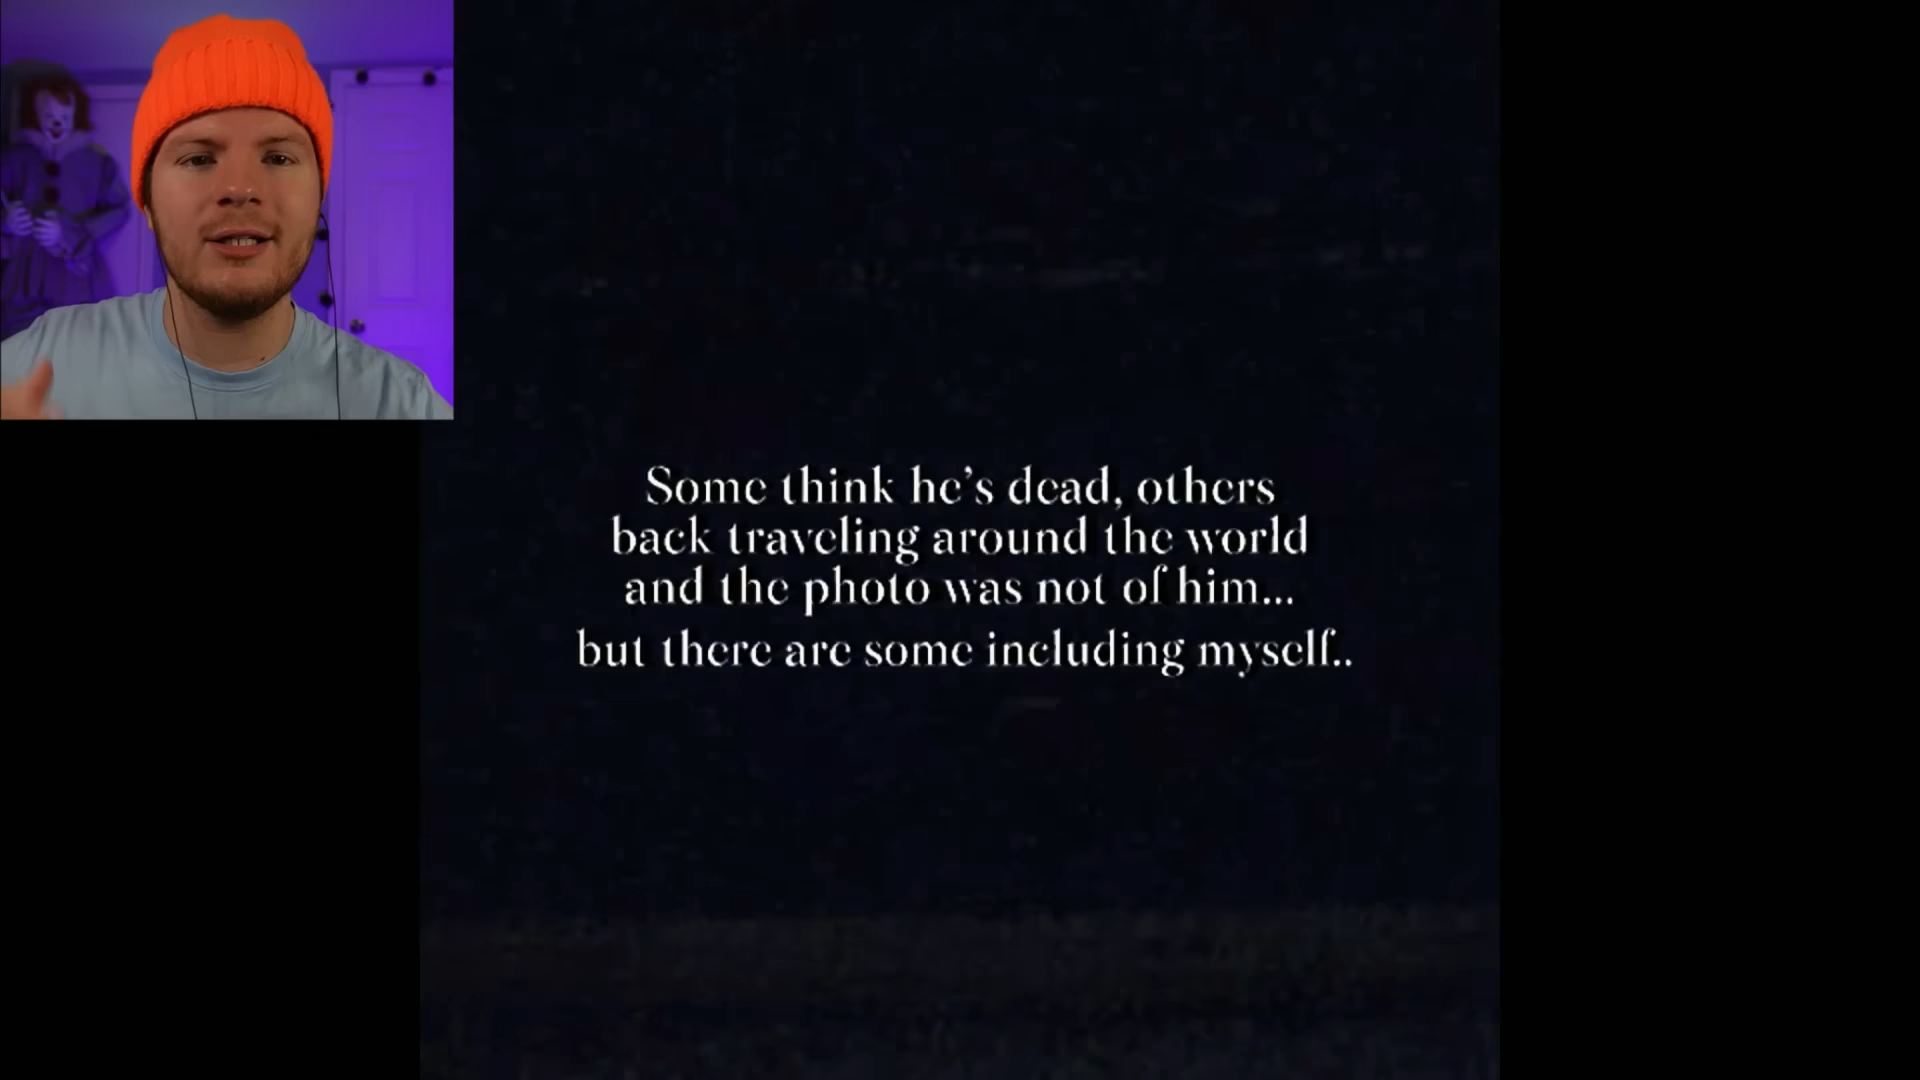 Some think he's dead, others
back traveling around the world
and the photo was not of him...
but there are some including myself..